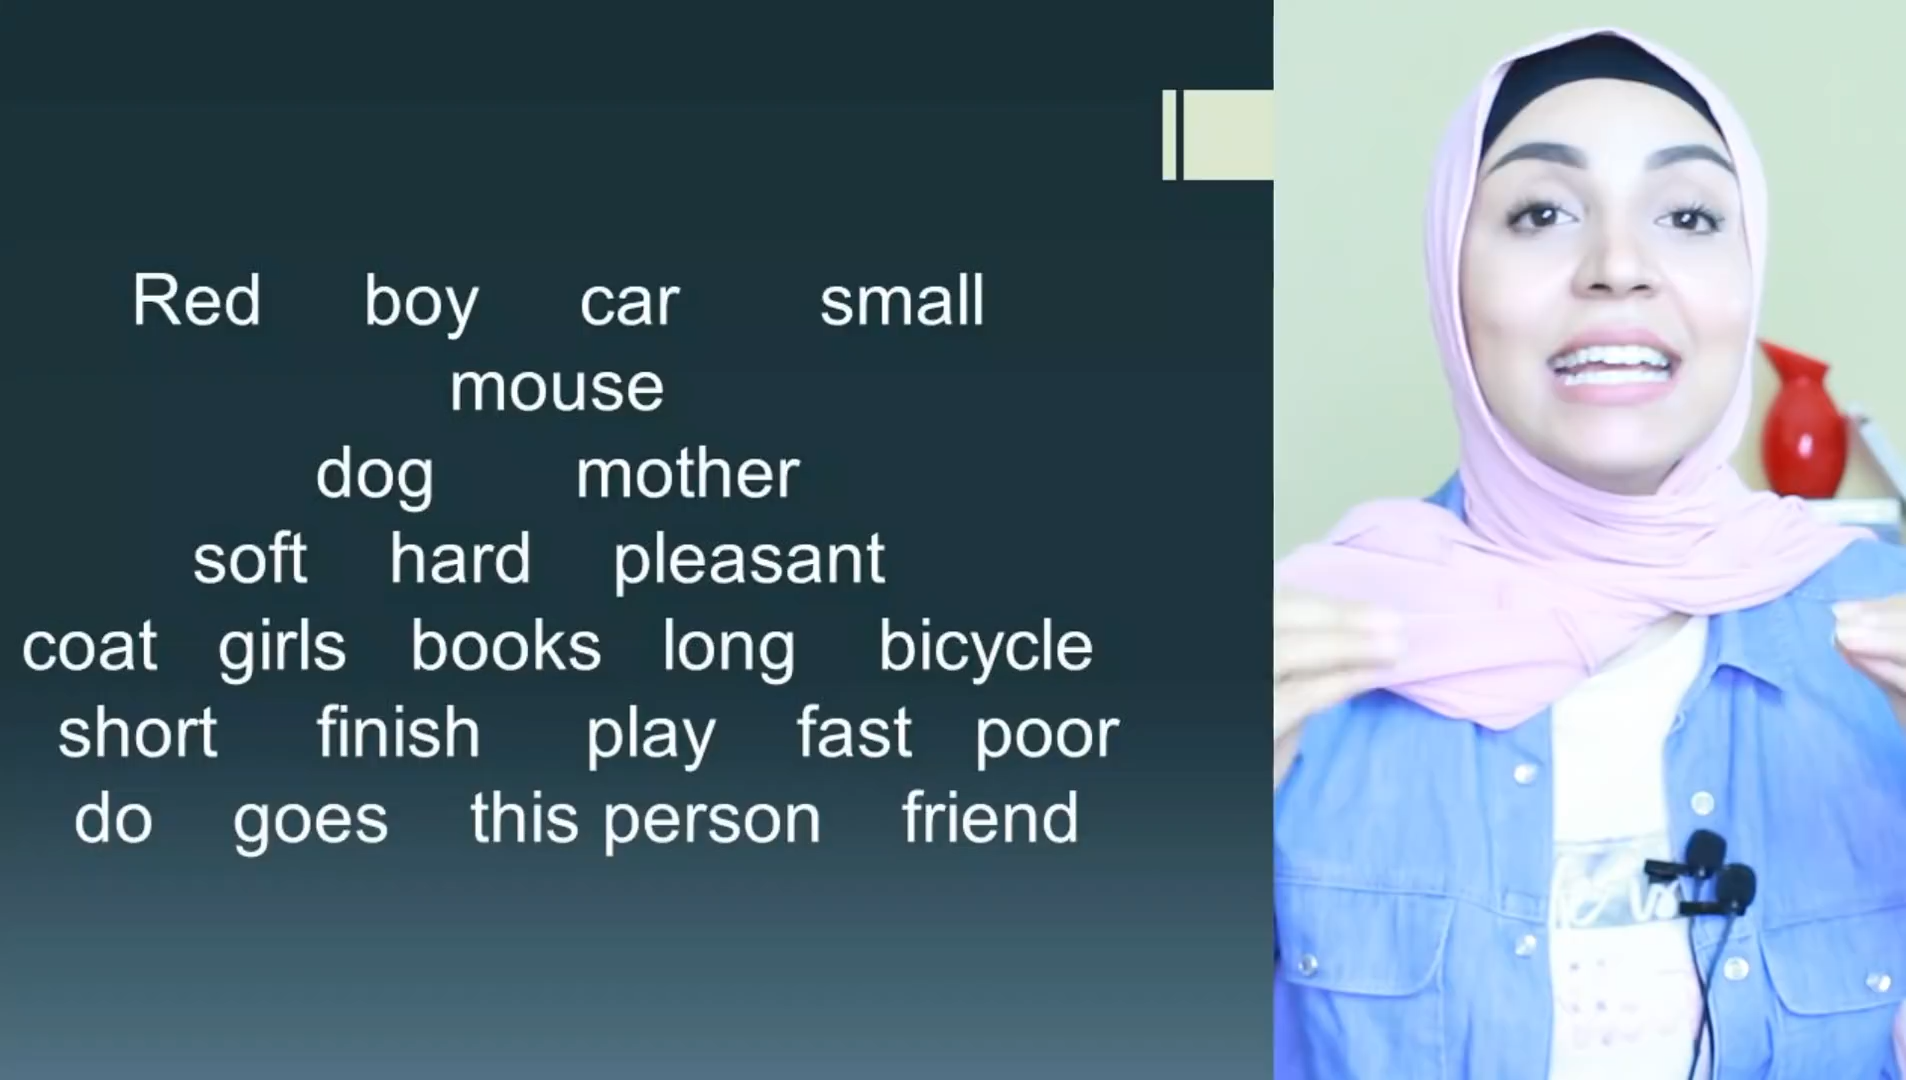 Red boy car small
mouse
dog mother
soft hard pleasant
coat girls books long bicycle
short finish play fast poor
do goes this person friend